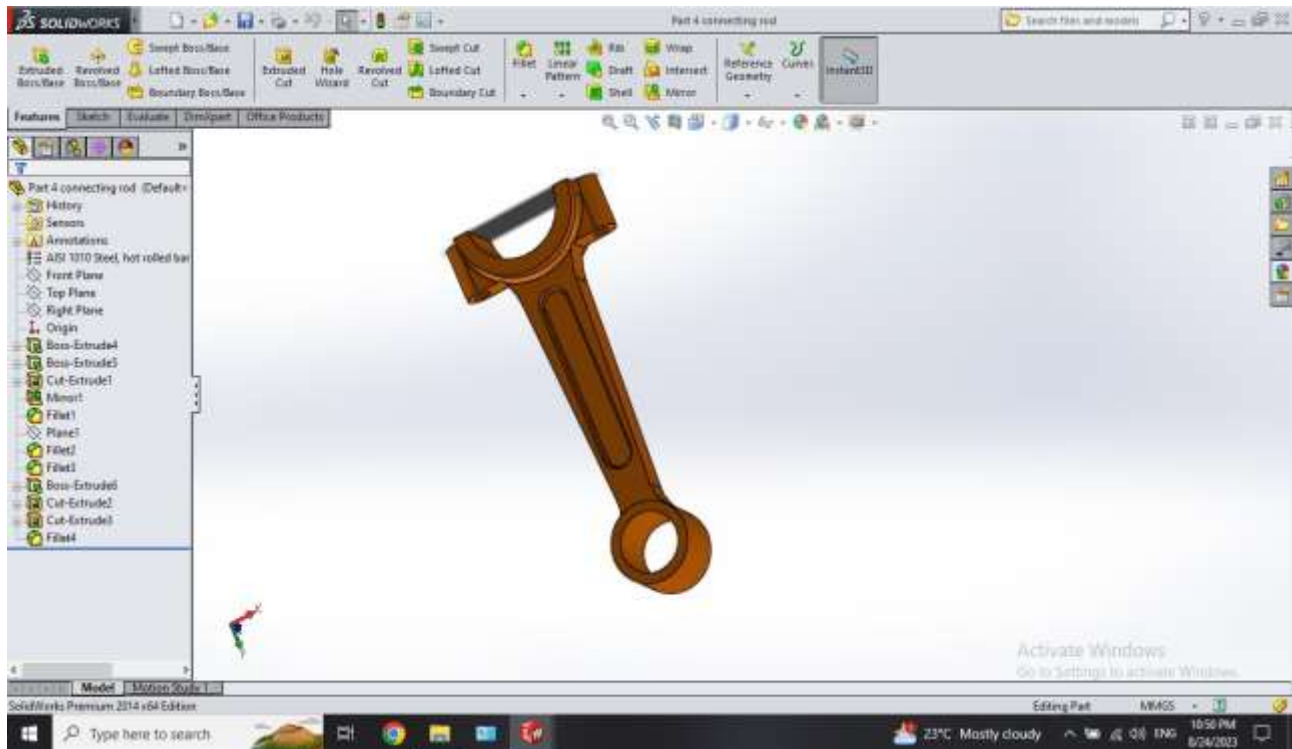 SOLIDWORKS
Part 4 connecting rod
Search files and models
Extruded Boss/Base
Revolved Boss/Base
Swept Boss/Base
Lofted Boss/Base
Boundary Boss/Base
Extruded Cut
Hole Wizard
Revolved Cut
Swept Cut
Lofted Cut
Boundary Cut
Fillet
Linear Pattern
Rib
Draft
Shell
Wrap
Intersect
Mirror
Reference Geometry
Curves
Instant3D
Features Sketch Evaluate DimXpert Office Products
Part 4 connecting rod (Default<
History
Sensors
Annotations
AISI 1010 Steel, hot rolled bar
Front Plane
Top Plane
Right Plane
Origin
Boss-Extrude4
Boss-Extrude5
Cut-Extrude1
Mirror1
Fillet1
Plane1
Fillet2
Fillet3
Boss-Extrude6
Cut-Extrude2
Cut-Extrude3
Fillet4
Activate Windows
Go to Settings to activate Windows.
Model Motion Study 1
SolidWorks Premium 2014 x64 Edition
Editing Part MMGS
Type here to search
23°C Mostly cloudy
ENG
10:50 PM
8/24/2023